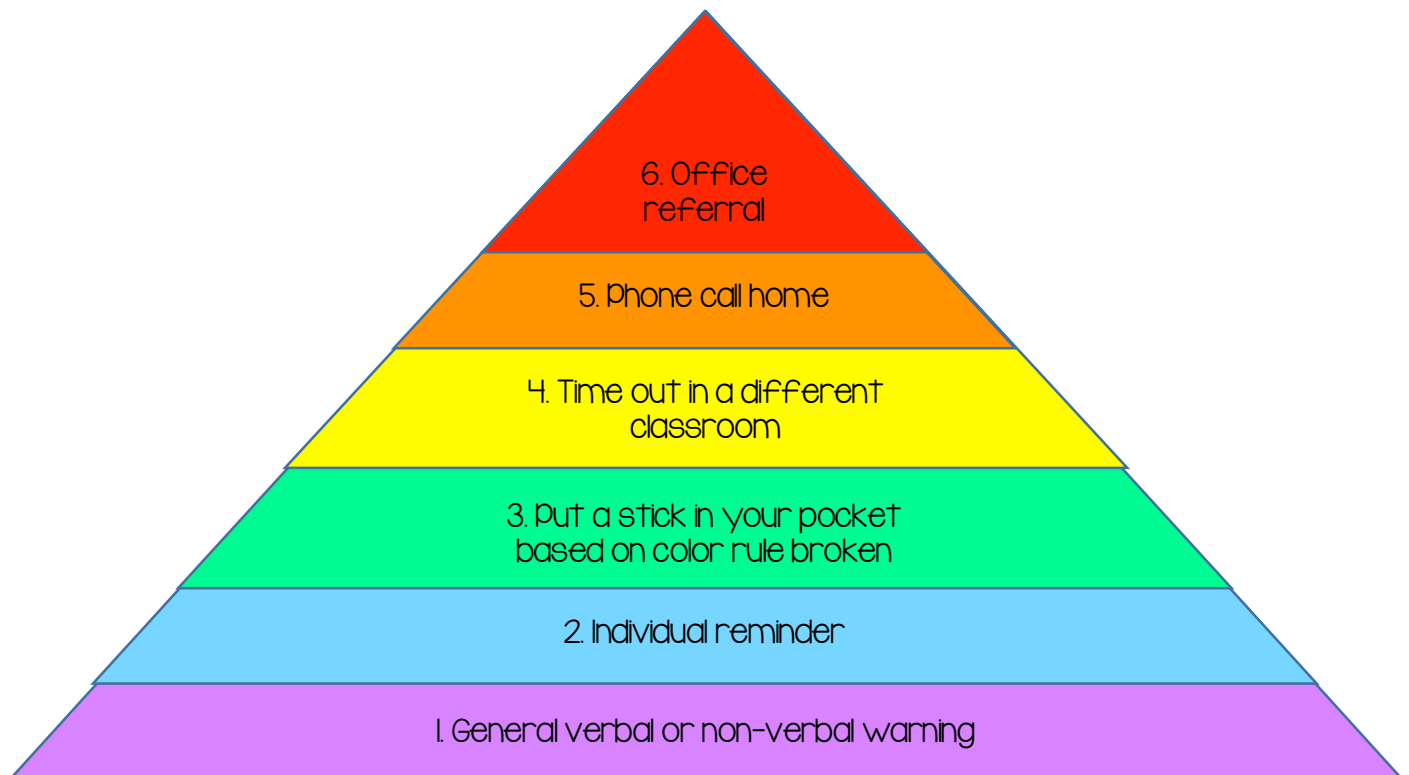 6. Office
referral
5. Phone call home
4. Time out in a different
classroom
3. Put a stick in your pocket
based on color rule broken
2. Individual reminder
1. General verbal or non-verbal warning